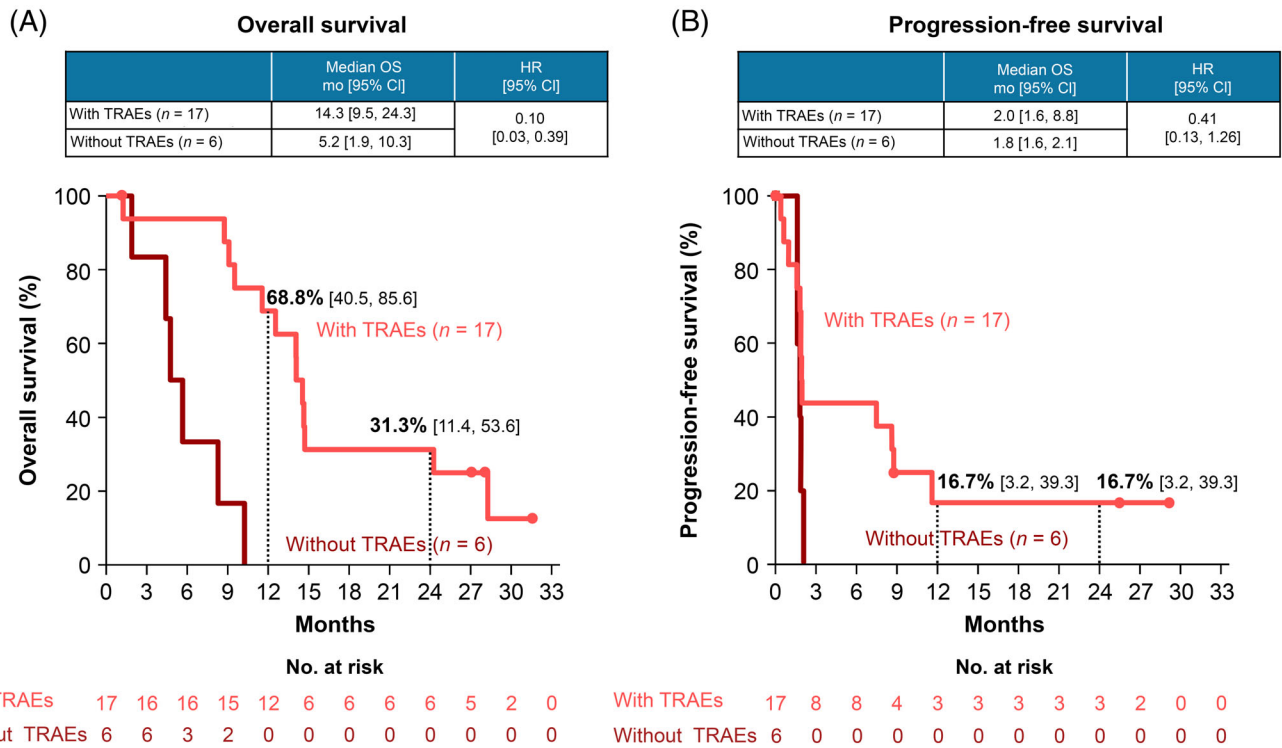 (A)
Overall survival
Median OS
mo [95% CI]
HR
[95% CI]
With TRAEs (n = 17)
14.3 [9.5, 24.3]
0.10
[0.03, 0.39]
Without TRAEs (n = 6)
5.2 [1.9, 10.3]
Overall survival (%)
100
80
60
40
20
0
68.8% [40.5, 85.6]
With TRAEs (n = 17)
31.3% [11.4, 53.6]
Without TRAEs (n = 6)
0 3 6 9 12 15 18 21 24 27 30 33
Months
No. at risk
TRAEs 17 16 16 15 12 6 6 6 6 5 2 0
ut TRAEs 6 6 3 2 0 0 0 0 0 0 0 0
(B)
Progression-free survival
Median OS
mo [95% CI]
HR
[95% CI]
With TRAEs (n = 17)
2.0 [1.6, 8.8]
0.41
[0.13, 1.26]
Without TRAEs (n = 6)
1.8 [1.6, 2.1]
Progression-free survival (%)
100
80
60
40
20
0
With TRAEs (n = 17)
16.7% [3.2, 39.3] 16.7% [3.2, 39.3]
Without TRAEs (n = 6)
0 3 6 9 12 15 18 21 24 27 30 33
Months
No. at risk
With TRAEs 17 8 8 4 3 3 3 3 3 2 0 0
Without TRAEs 6 0 0 0 0 0 0 0 0 0 0 0